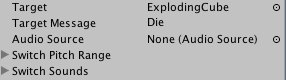 Target ExplodingCube
Target Message Die
Audio Source None (Audio Source)
Switch Pitch Range
Switch Sounds